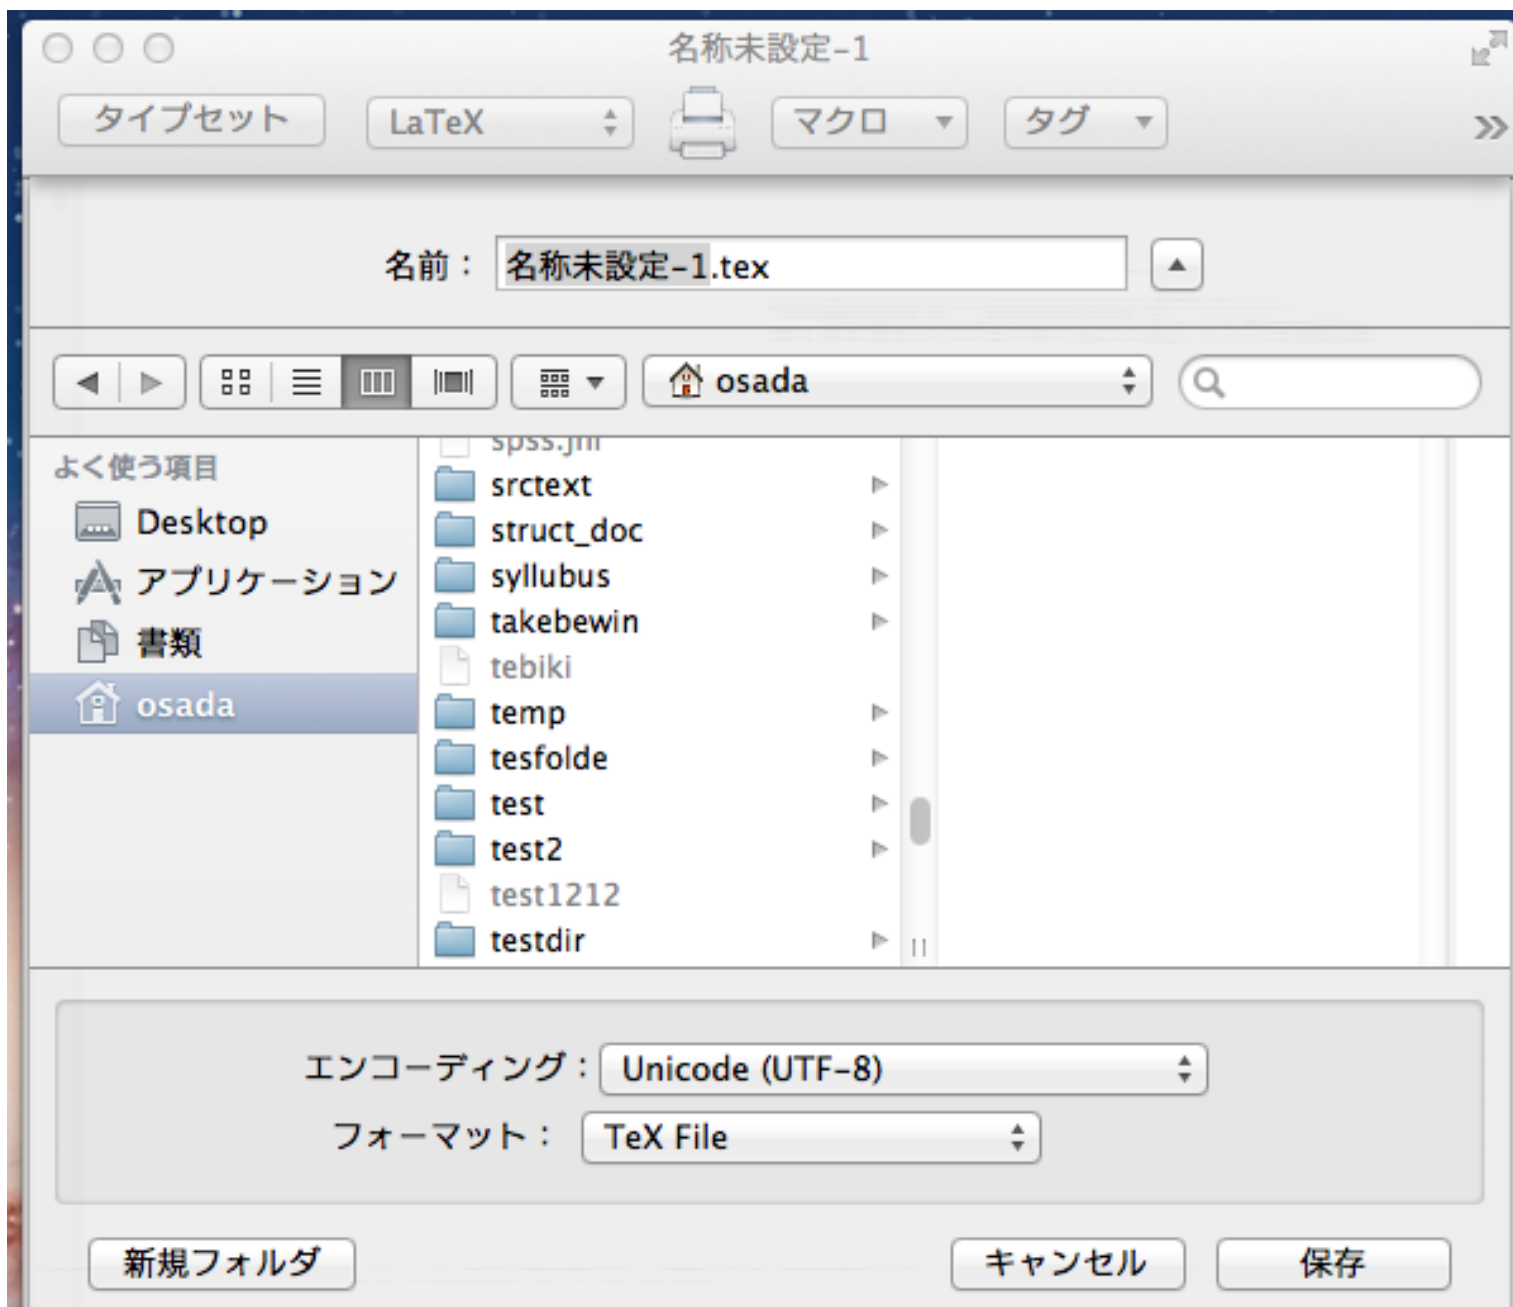 名称未設定-1
タイプセット LaTeX マクロ タグ
名前： 名称未設定-1.tex
osada
よく使う項目
Desktop
アプリケーション
書類
osada
spss.jnl
srctext
struct_doc
syllubus
takebewin
tebiki
temp
tesfolde
test
test2
test1212
testdir
エンコーディング： Unicode (UTF-8)
フォーマット： TeX File
新規フォルダ キャンセル 保存